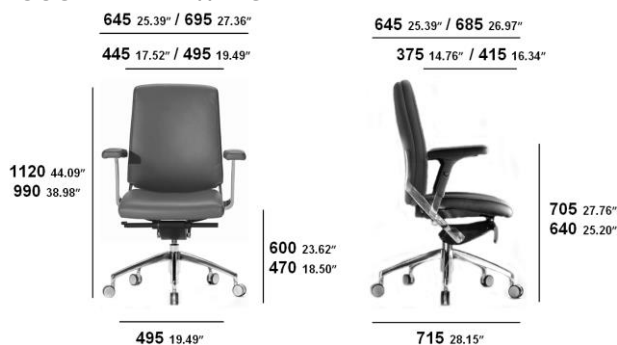 645 25.39" / 695 27.36"
445 17.52" / 495 19.49"
1120 44.09"
990 38.98"
600 23.62"
470 18.50"
495 19.49"
645 25.39" / 685 26.97"
375 14.76" / 415 16.34"
705 27.76"
640 25.20"
715 28.15"